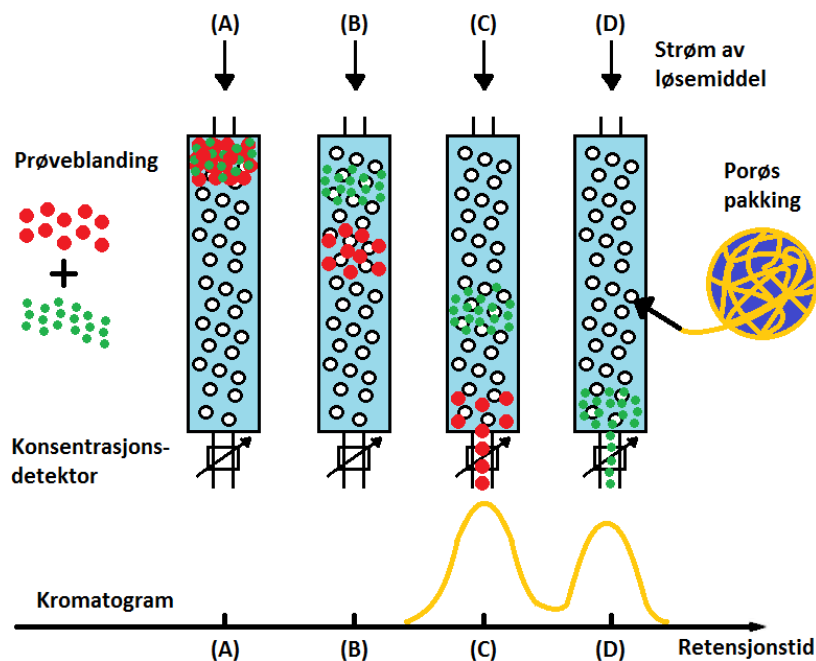 (A)
(B)
(C)
(D)
Strøm av
løsemiddel
Prøveblanding
Porøs
pakking
Konsentrasjons-
detektor
Kromatogram
(A)
(B)
(C)
(D)
Retensjonstid